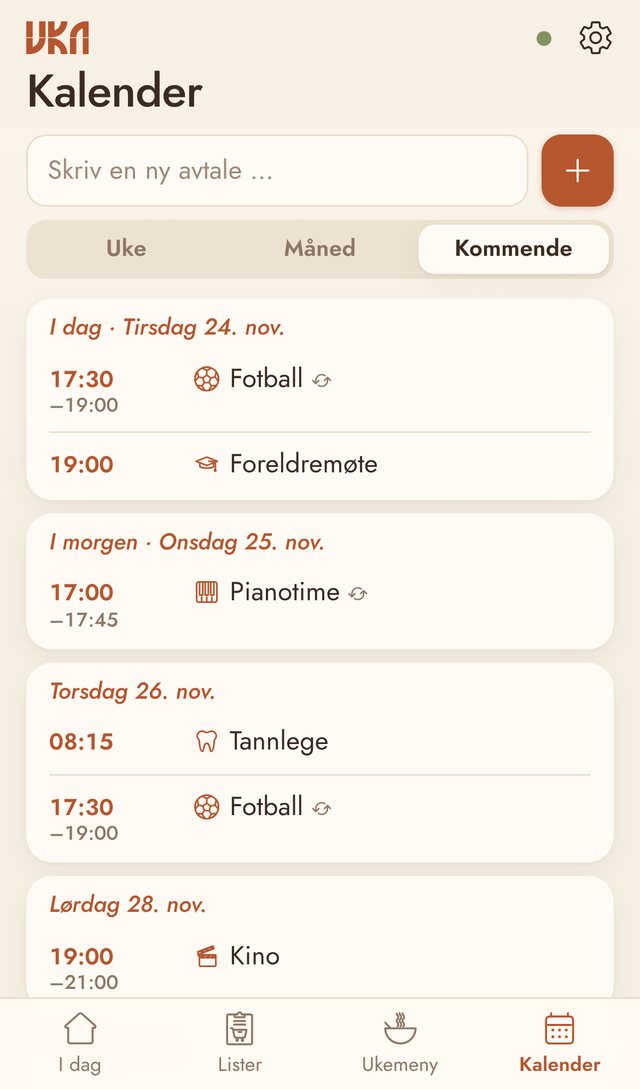 UKA
Kalender
Skriv en ny avtale ...
Uke Måned Kommende
I dag · Tirsdag 24. nov.
17:30 Fotball
–19:00
19:00 Foreldremøte
I morgen · Onsdag 25. nov.
17:00 Pianotime
–17:45
Torsdag 26. nov.
08:15 Tannlege
17:30 Fotball
–19:00
Lørdag 28. nov.
19:00 Kino
–21:00
I dag Lister Ukemeny Kalender